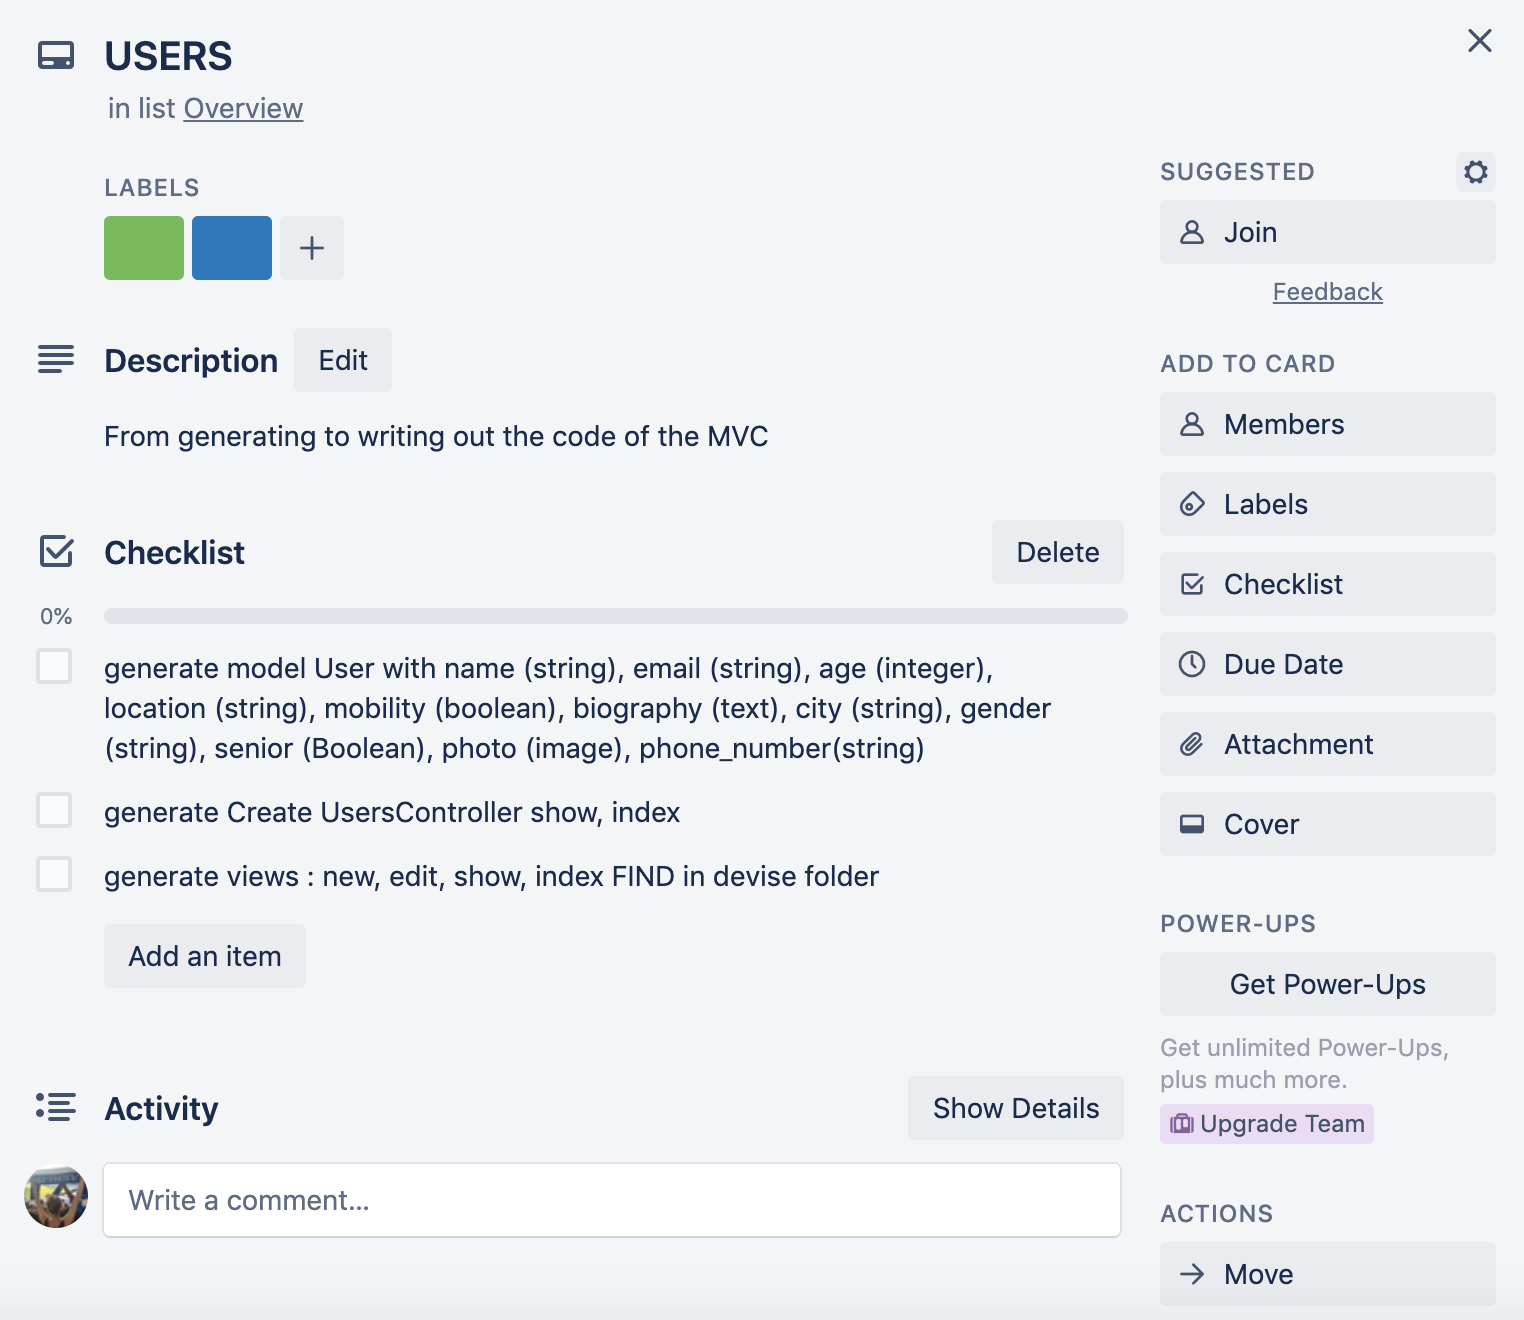 USERS
in list Overview
LABELS
Description Edit
From generating to writing out the code of the MVC
Checklist Delete
0%
generate model User with name (string), email (string), age (integer),
location (string), mobility (boolean), biography (text), city (string), gender
(string), senior (Boolean), photo (image), phone_number(string)
generate Create UsersController show, index
generate views : new, edit, show, index FIND in devise folder
Add an item
Activity Show Details
Write a comment...
SUGGESTED
Join
Feedback
ADD TO CARD
Members
Labels
Checklist
Due Date
Attachment
Cover
POWER-UPS
Get Power-Ups
Get unlimited Power-Ups,
plus much more.
Upgrade Team
ACTIONS
Move